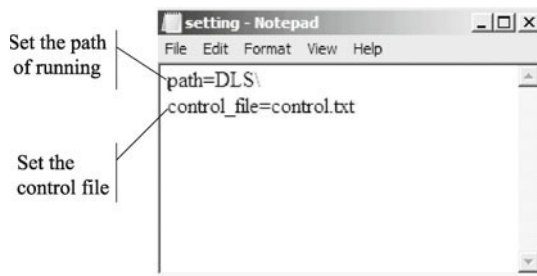 Set the path
of running
setting - Notepad
File Edit Format View Help
path=DLS\
control_file=control.txt
Set the
control file